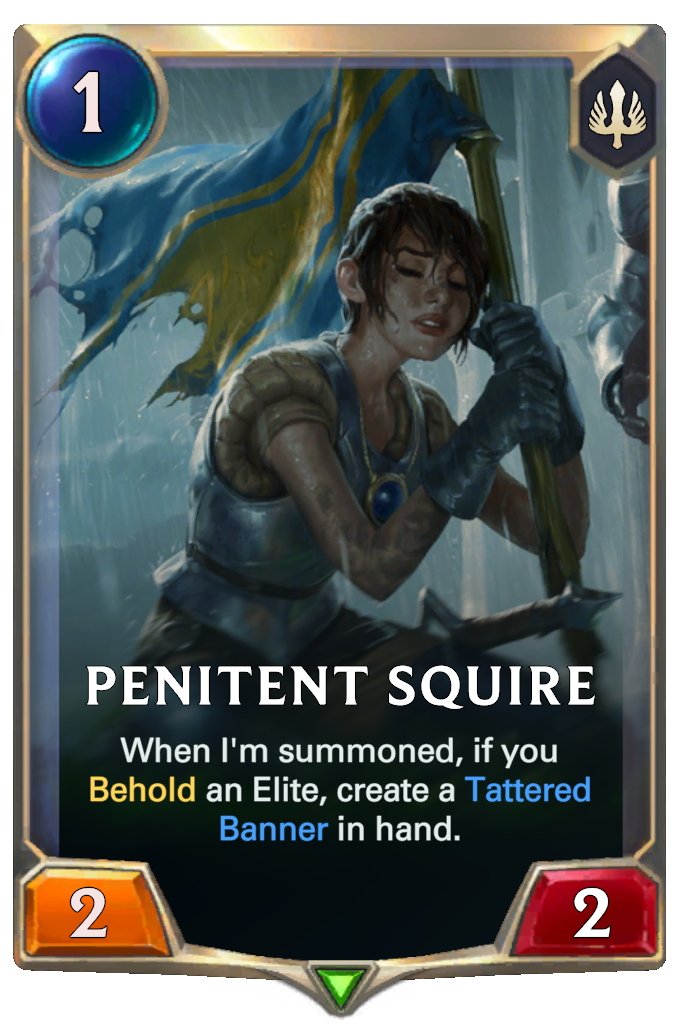 1
PENITENT SQUIRE
When I'm summoned, if you
Behold an Elite, create a Tattered
Banner in hand.
2 2